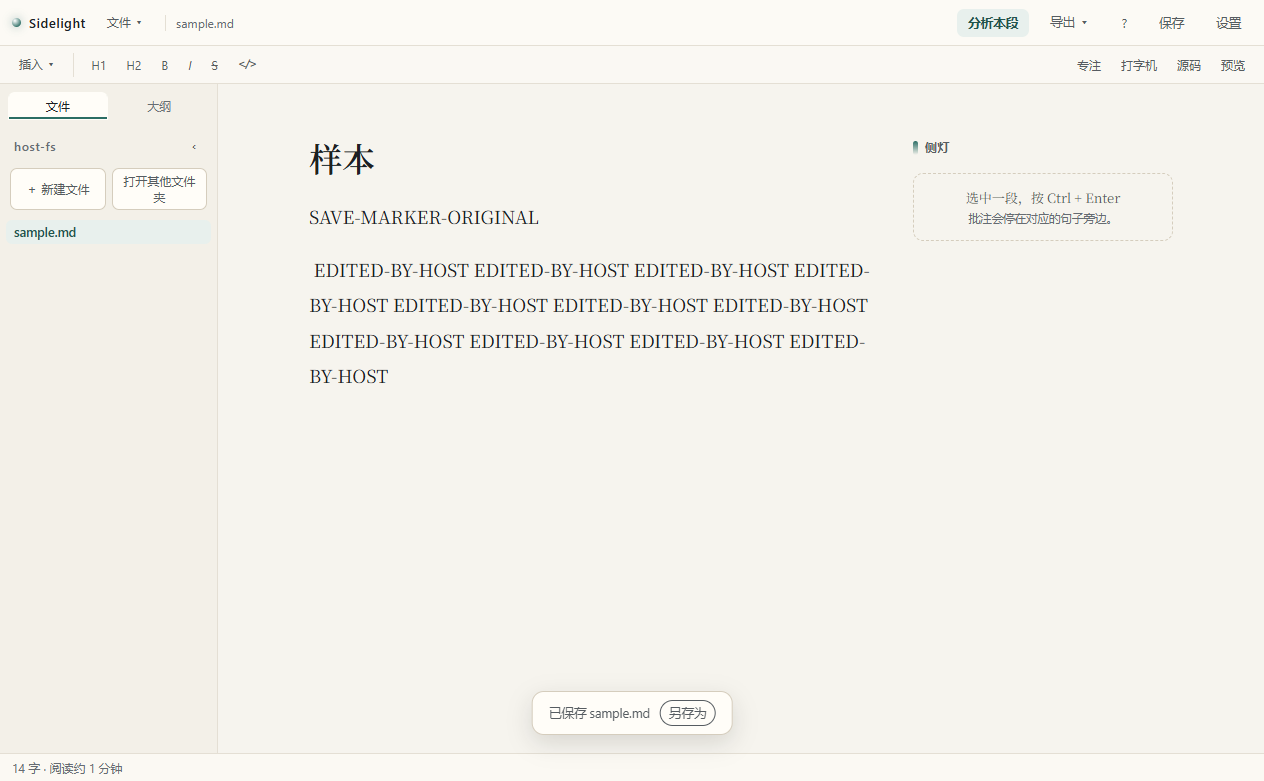 Sidelight 文件 ▾ sample.md 分析本段 导出 ▾ ? 保存 设置
插入 ▾ H1 H2 B I S </> 专注 打字机 源码 预览
文件 大纲
host-fs ‹
+ 新建文件 打开其他文件
夹
sample.md
样本
SAVE-MARKER-ORIGINAL
EDITED-BY-HOST EDITED-BY-HOST EDITED-BY-HOST EDITED-
BY-HOST EDITED-BY-HOST EDITED-BY-HOST EDITED-BY-HOST
EDITED-BY-HOST EDITED-BY-HOST EDITED-BY-HOST EDITED-
BY-HOST
侧灯
选中一段，按 Ctrl + Enter
批注会停在对应的句子旁边。
已保存 sample.md 另存为
14 字 · 阅读约 1 分钟